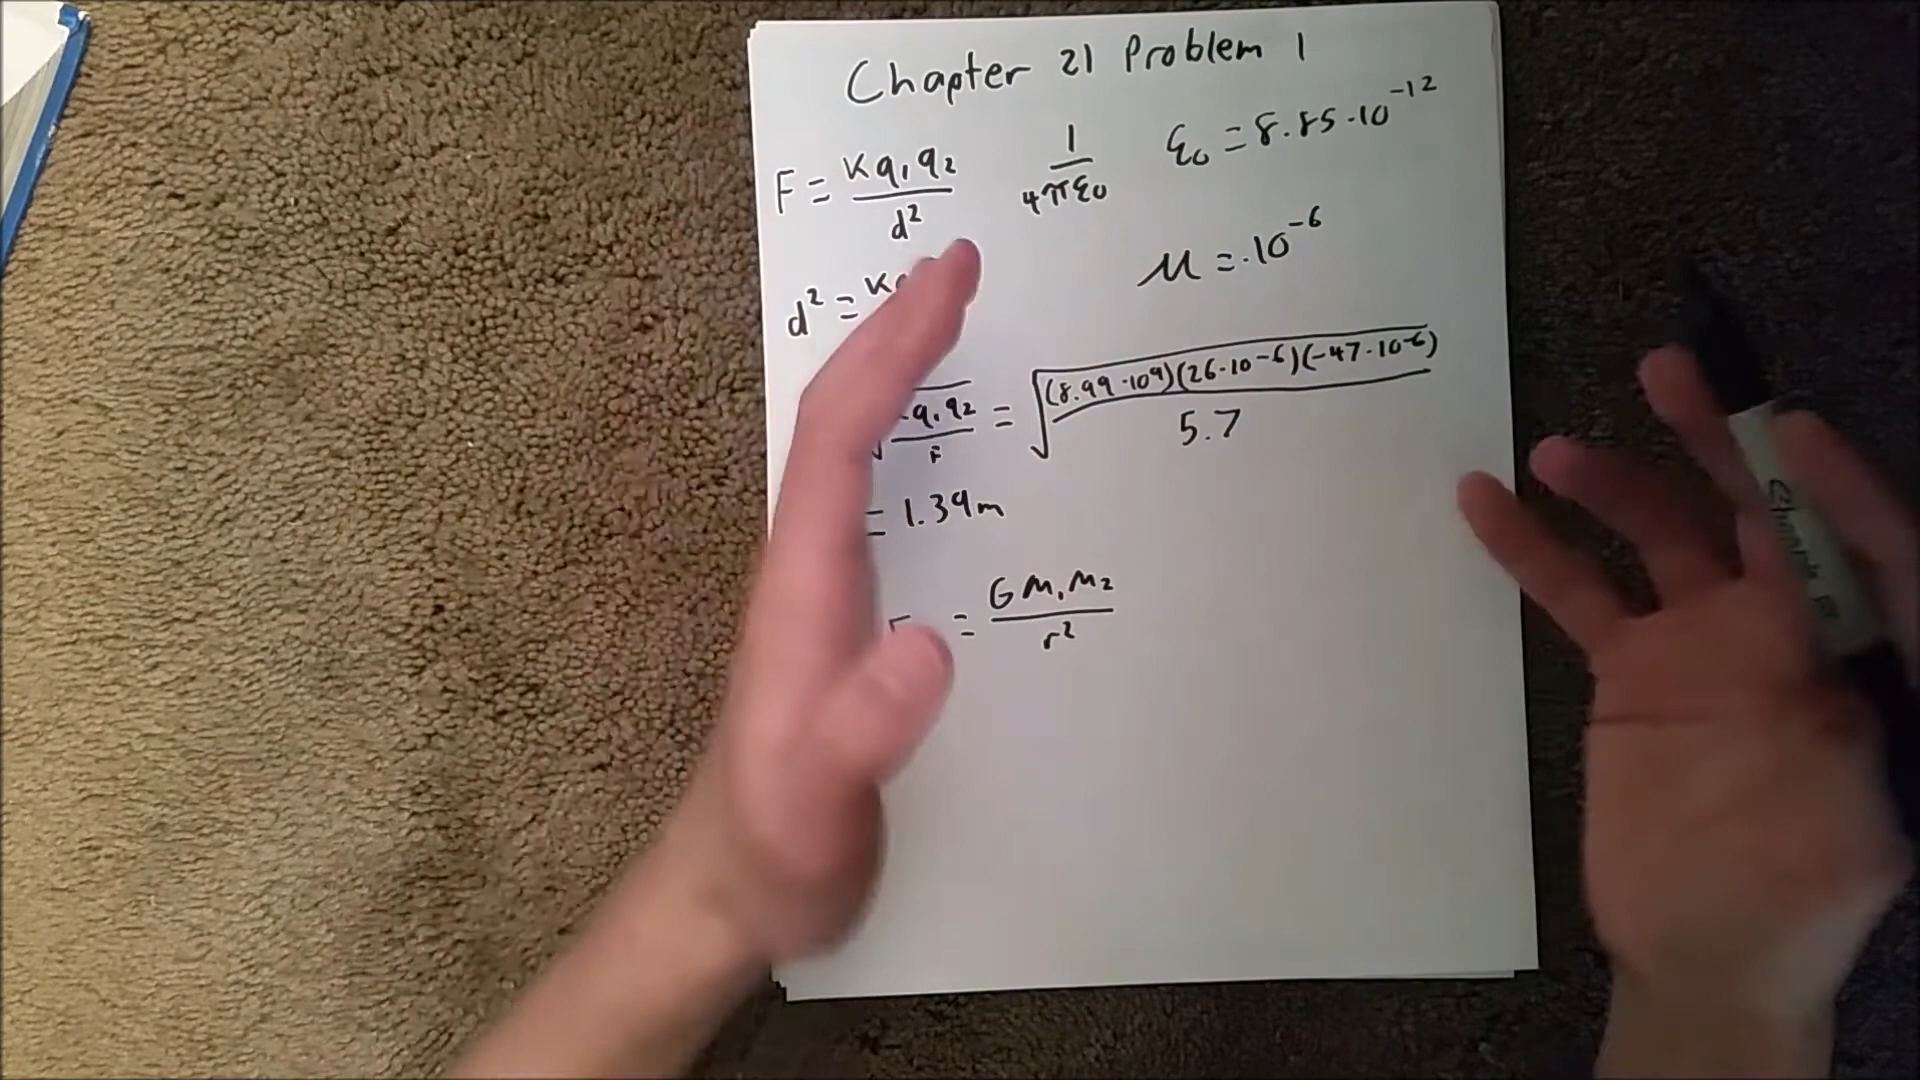 Chapter 21 Problem 1
F = Kq₁q₂/d² 1/4πε₀ ε₀ = 8.85·10⁻¹²
μ = ·10⁻⁶
d² = K
q₁q₂/F = √((8.99·10⁹)(26·10⁻⁶)(-47·10⁻⁶)/5.7)
= 1.39m
= GM₁M₂/r²